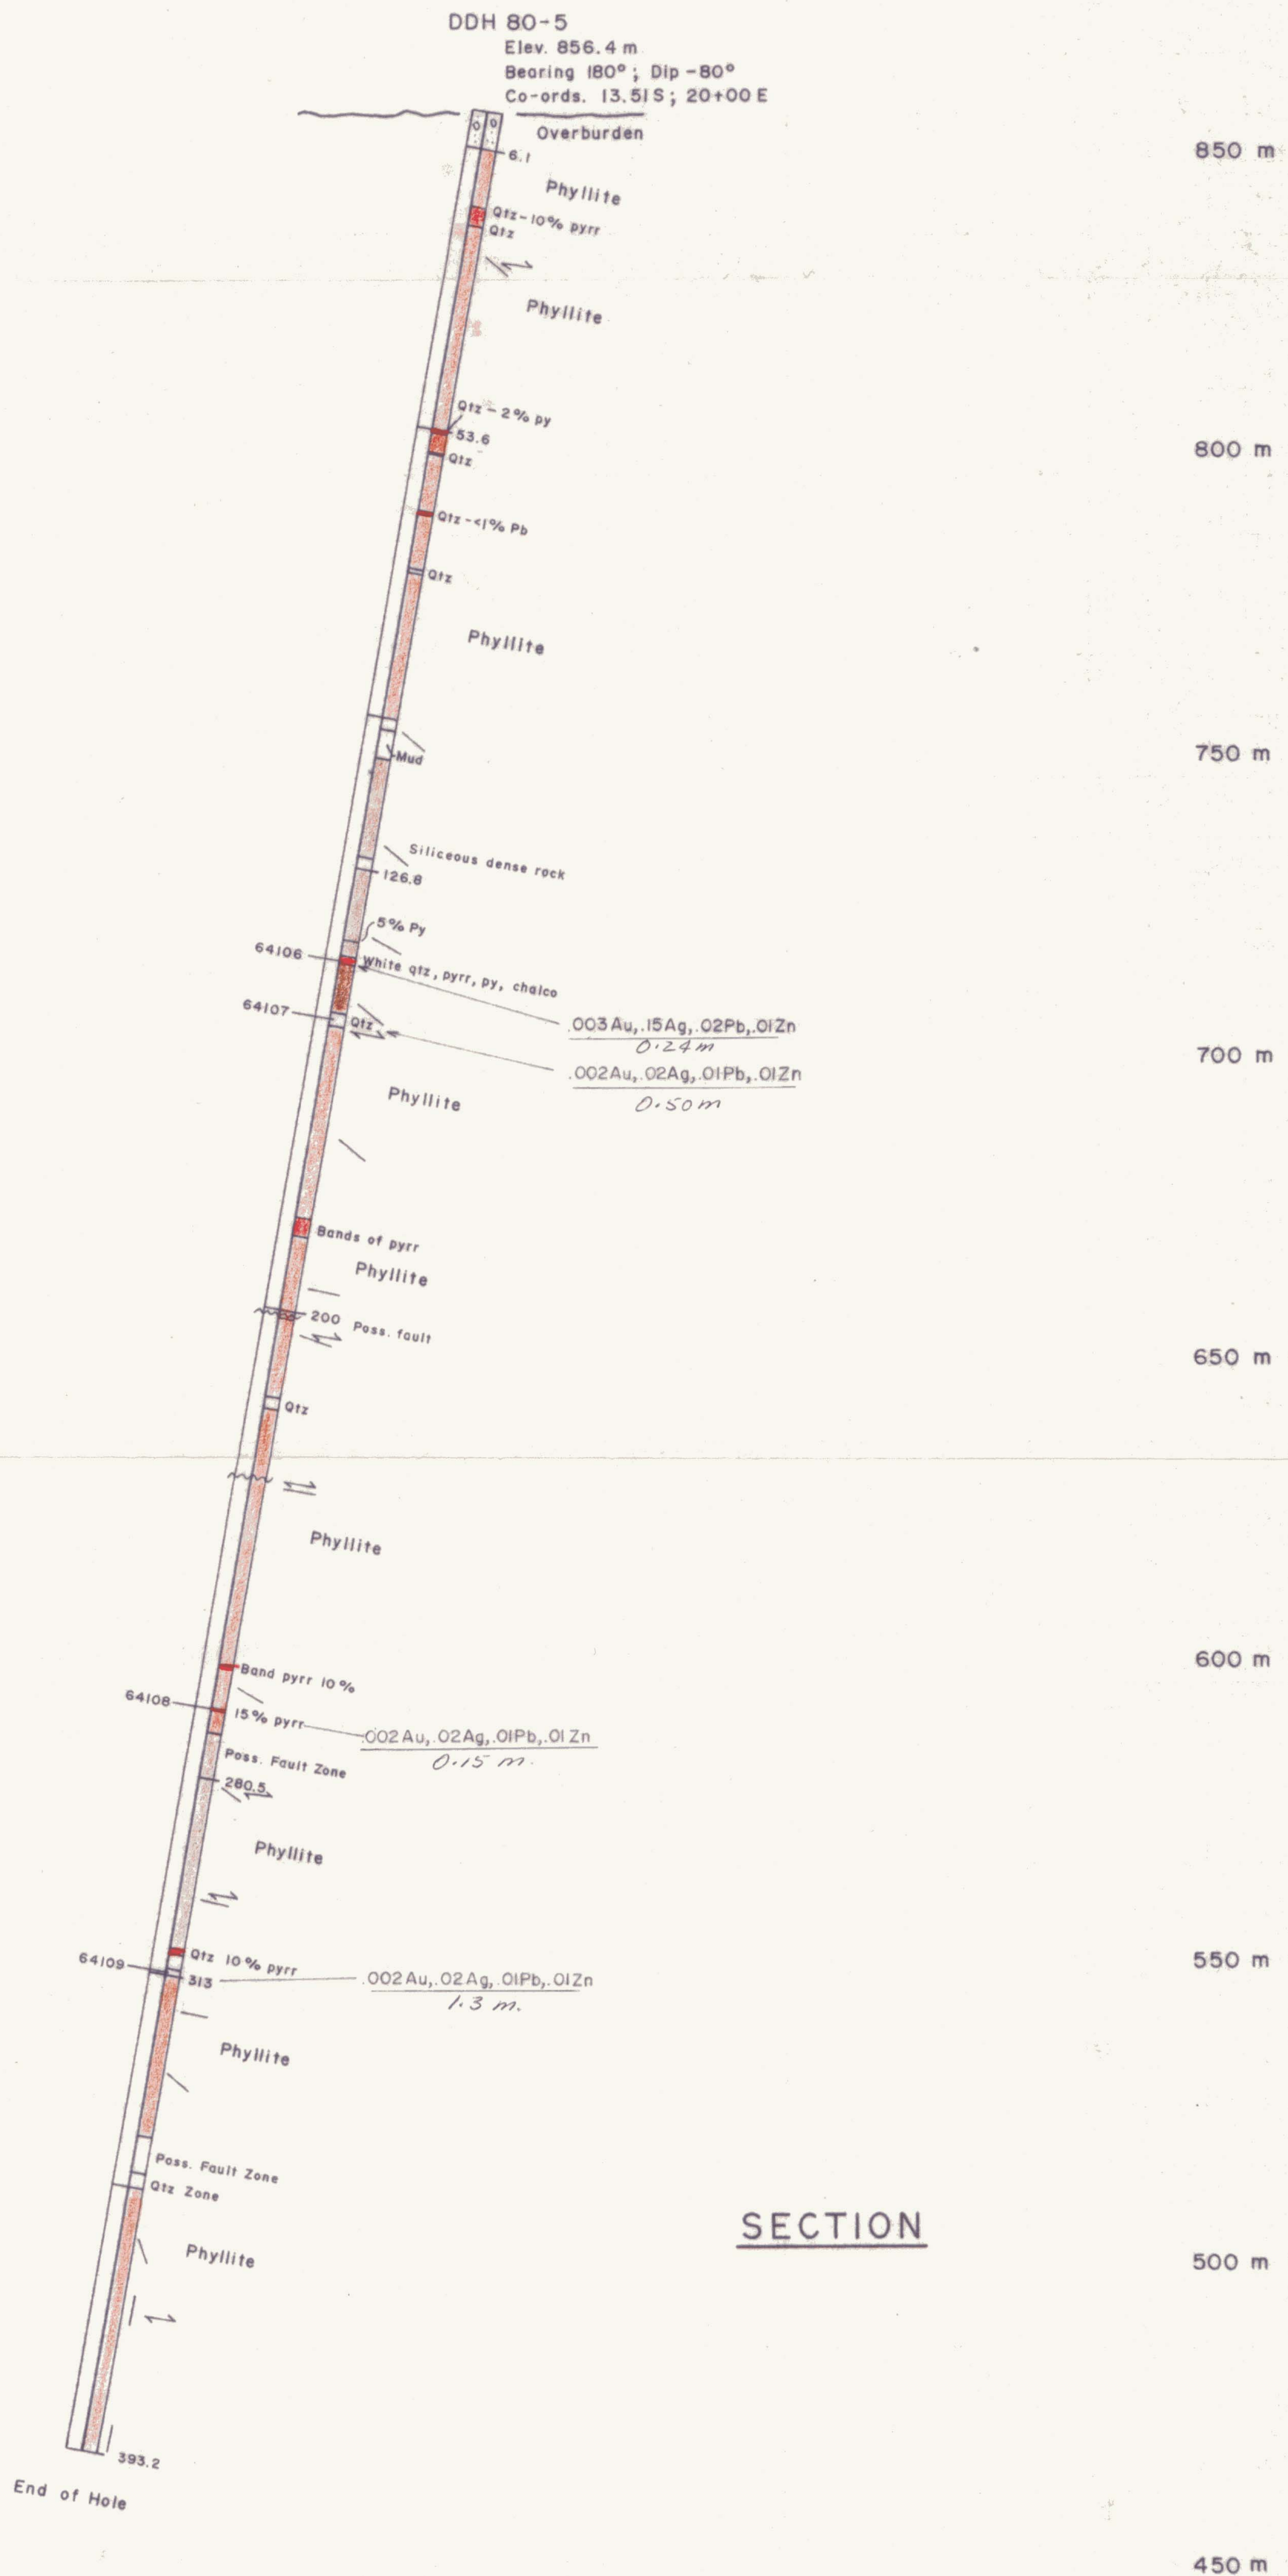 DDH 80-5
Elev. 856.4 m
Bearing 180°; Dip -80°
Co-ords. 13.51S; 20+00 E
Overburden
850 m
6.1
Phyllite
Qtz-10% pyrr
Qtz
Phyllite
Qtz - 2% py
53.6
800 m
Qtz
Qtz-<1% Pb
Qtz
Phyllite
750 m
Mud
Siliceous dense rock
126.8
5% Py
64106
White qtz, pyrr, py, chalco
64107
Qtz
.003Au,.15Ag,.02Pb,.01Zn
0.24m
700 m
.002Au,.02Ag,.01Pb,.01Zn
0.50m
Phyllite
Bands of pyrr
Phyllite
200
Poss. fault
650 m
Qtz
Phyllite
600 m
Band pyrr 10%
64108
15% pyrr
.002Au,.02Ag,.01Pb,.01Zn
0.15 m.
Poss. Fault Zone
280.5
Phyllite
Qtz 10% pyrr
550 m
64109
313
.002Au,.02Ag,.01Pb,.01Zn
1.3 m.
Phyllite
Poss. Fault Zone
Qtz Zone
SECTION
Phyllite
500 m
393.2
End of Hole
450 m